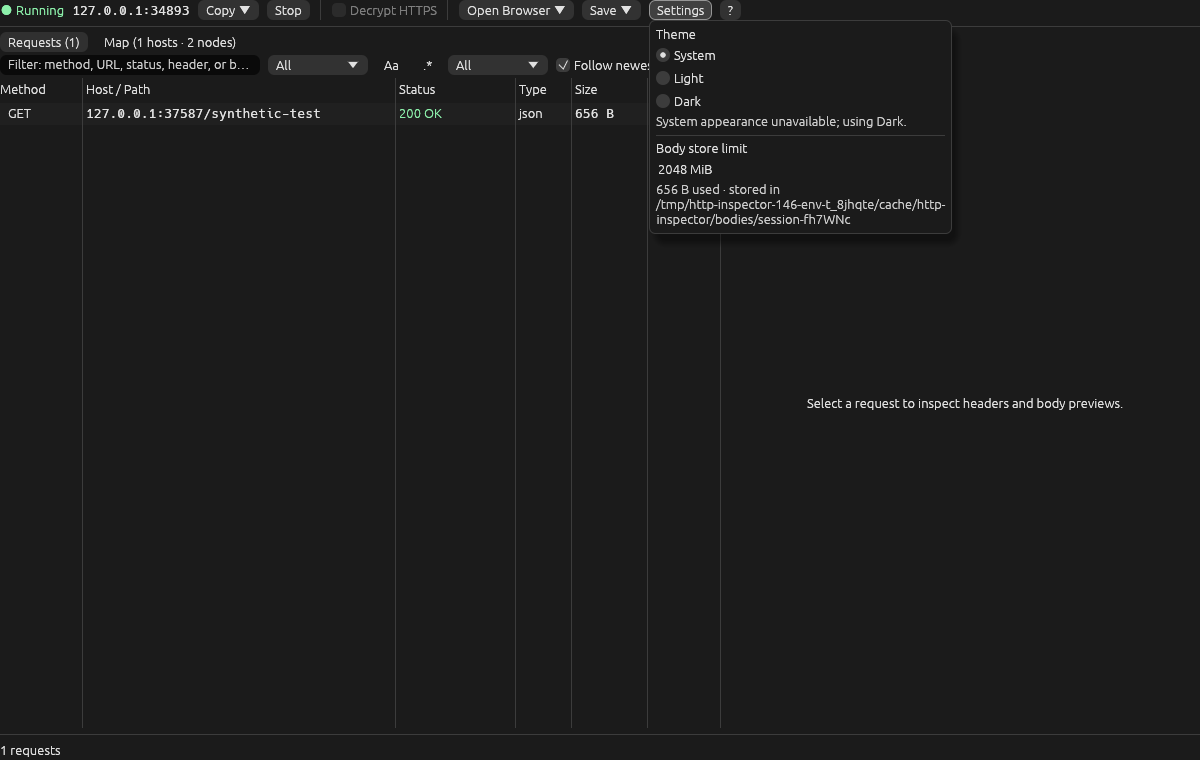 Running 127.0.0.1:34893 Copy Stop Decrypt HTTPS Open Browser Save Settings ?
Requests (1) Map (1 hosts · 2 nodes)
Filter: method, URL, status, header, or b… All Aa .* All Follow newes
Method Host / Path Status Type Size
GET 127.0.0.1:37587/synthetic-test 200 OK json 656 B
Theme
System
Light
Dark
System appearance unavailable; using Dark.
Body store limit
2048 MiB
656 B used · stored in
/tmp/http-inspector-146-env-t_8jhqte/cache/http-
inspector/bodies/session-fh7WNc
Select a request to inspect headers and body previews.
1 requests